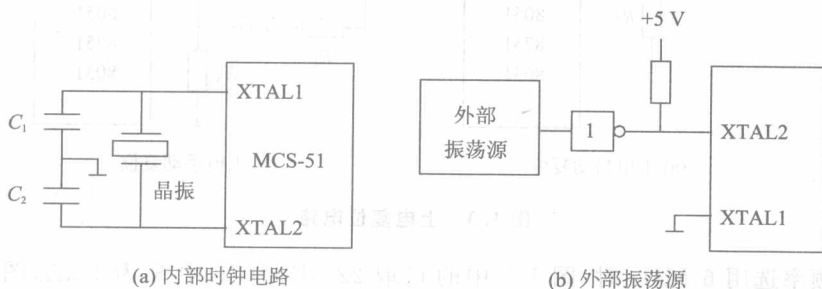 +5 V
C₁
C₂
XTAL1
MCS-51
晶振
XTAL2
外部
振荡源
1
XTAL2
XTAL1
(a) 内部时钟电路
(b) 外部振荡源